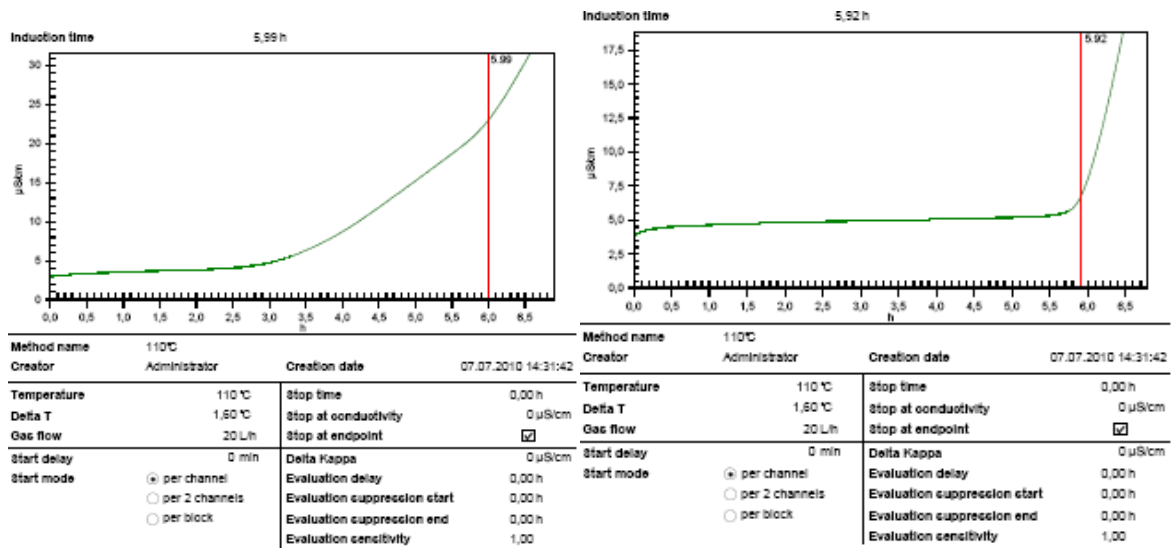 Induction time 5,99 h
5.99
30
25
20
15
10
5
0
µS/cm
0,0 0,5 1,0 1,5 2,0 2,5 3,0 3,5 4,0 4,5 5,0 5,5 6,0 6,5
h
Method name 110°C
Creator Administrator Creation date 07.07.2010 14:31:42
Temperature 110 °C Stop time 0,00 h
Delta T 1,60 °C Stop at conductivity 0 µS/cm
Gas flow 20 L/h Stop at endpoint
Start delay 0 min Delta Kappa 0 µS/cm
Start mode per channel Evaluation delay 0,00 h
per 2 channels Evaluation suppression start 0,00 h
per block Evaluation suppression end 0,00 h
Evaluation sensitivity 1,00
Induction time 5,92 h
5.92
17,5
15,0
12,5
10,0
7,5
5,0
2,5
0,0
µS/cm
0,0 0,5 1,0 1,5 2,0 2,5 3,0 3,5 4,0 4,5 5,0 5,5 6,0 6,5
h
Method name 110°C
Creator Administrator Creation date 07.07.2010 14:31:42
Temperature 110 °C Stop time 0,00 h
Delta T 1,60 °C Stop at conductivity 0 µS/cm
Gas flow 20 L/h Stop at endpoint
Start delay 0 min Delta Kappa 0 µS/cm
Start mode per channel Evaluation delay 0,00 h
per 2 channels Evaluation suppression start 0,00 h
per block Evaluation suppression end 0,00 h
Evaluation sensitivity 1,00